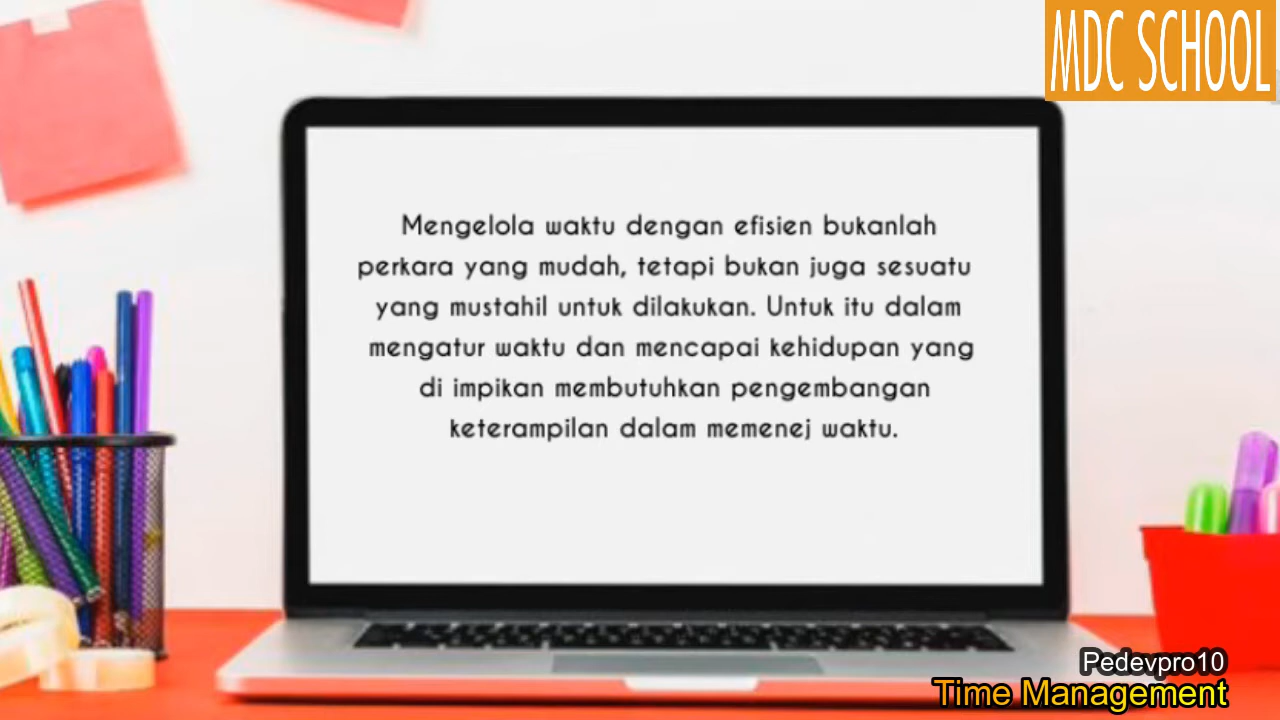 MDC SCHOOL
Mengelola waktu dengan efisien bukanlah
perkara yang mudah, tetapi bukan juga sesuatu
yang mustahil untuk dilakukan. Untuk itu dalam
mengatur waktu dan mencapai kehidupan yang
di impikan membutuhkan pengembangan
keterampilan dalam memenej waktu.
Pedevpro10
Time Management